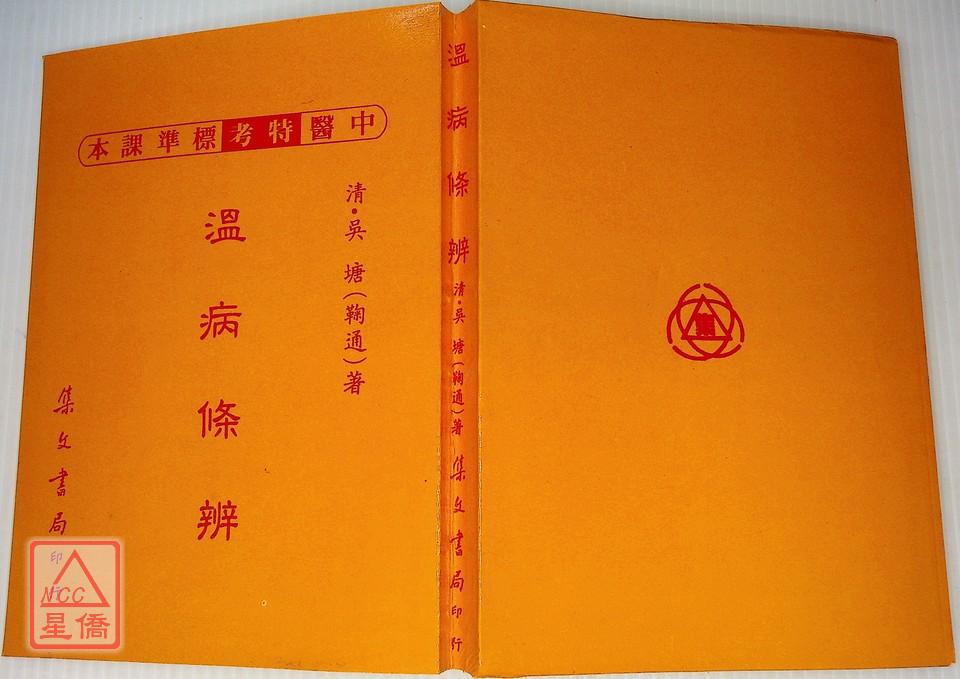 中醫特考標準課本
清·吳 塘(鞠通)著
溫病條辨
集文書局
印行
NCC
星僑
溫病條辨
清·吳 塘(鞠通)著
集文書局
印行
集